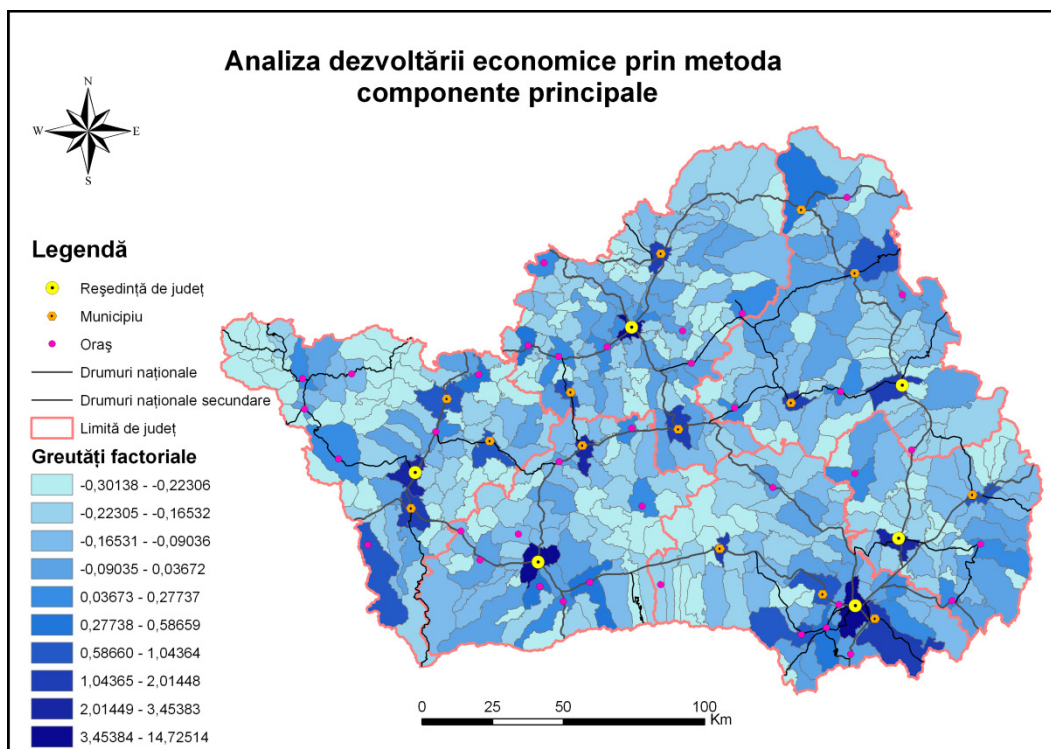 Analiza dezvoltării economice prin metoda
componente principale
N
W E
S
Legendă
Reşedinţă de judeţ
Municipiu
Oraş
Drumuri naţionale
Drumuri naţionale secundare
Limită de judeţ
Greutăţi factoriale
-0,30138 - -0,22306
-0,22305 - -0,16532
-0,16531 - -0,09036
-0,09035 - 0,03672
0,03673 - 0,27737
0,27738 - 0,58659
0,58660 - 1,04364
1,04365 - 2,01448
2,01449 - 3,45383
3,45384 - 14,72514
0 25 50 100
Km